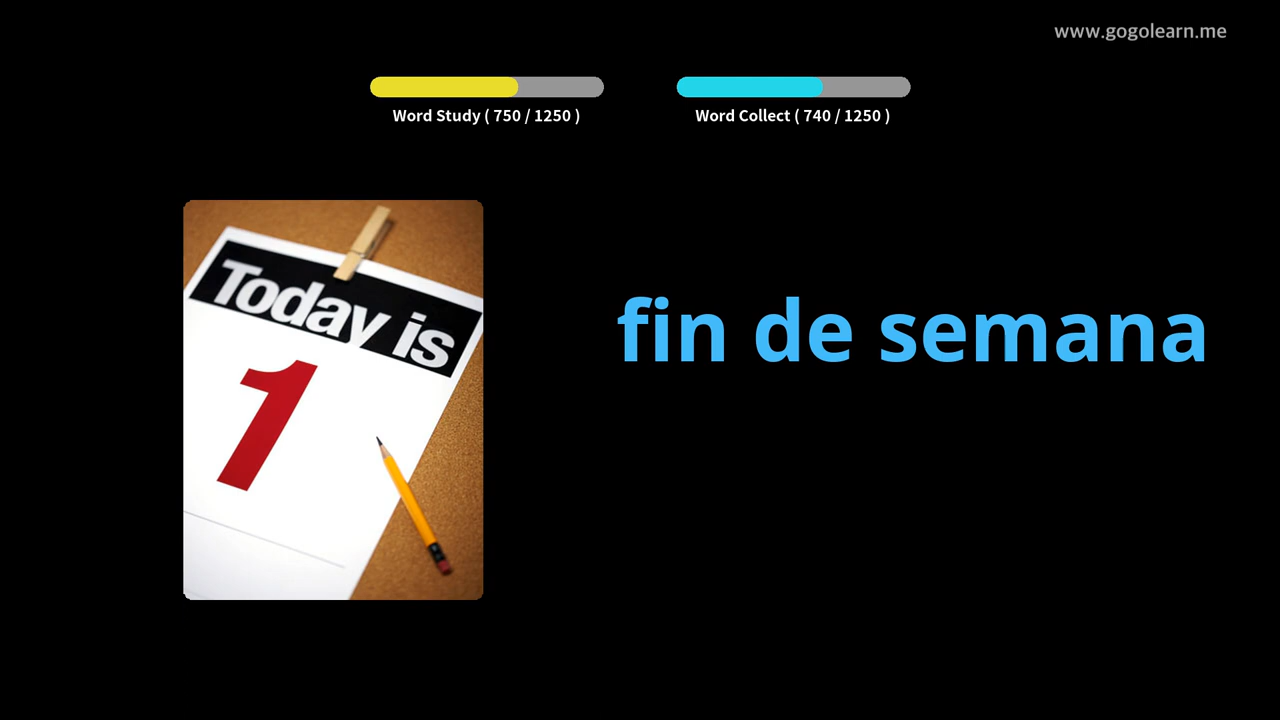 www.gogolearn.me
Word Study ( 750 / 1250 )
Word Collect ( 740 / 1250 )
Today is
1
fin de semana